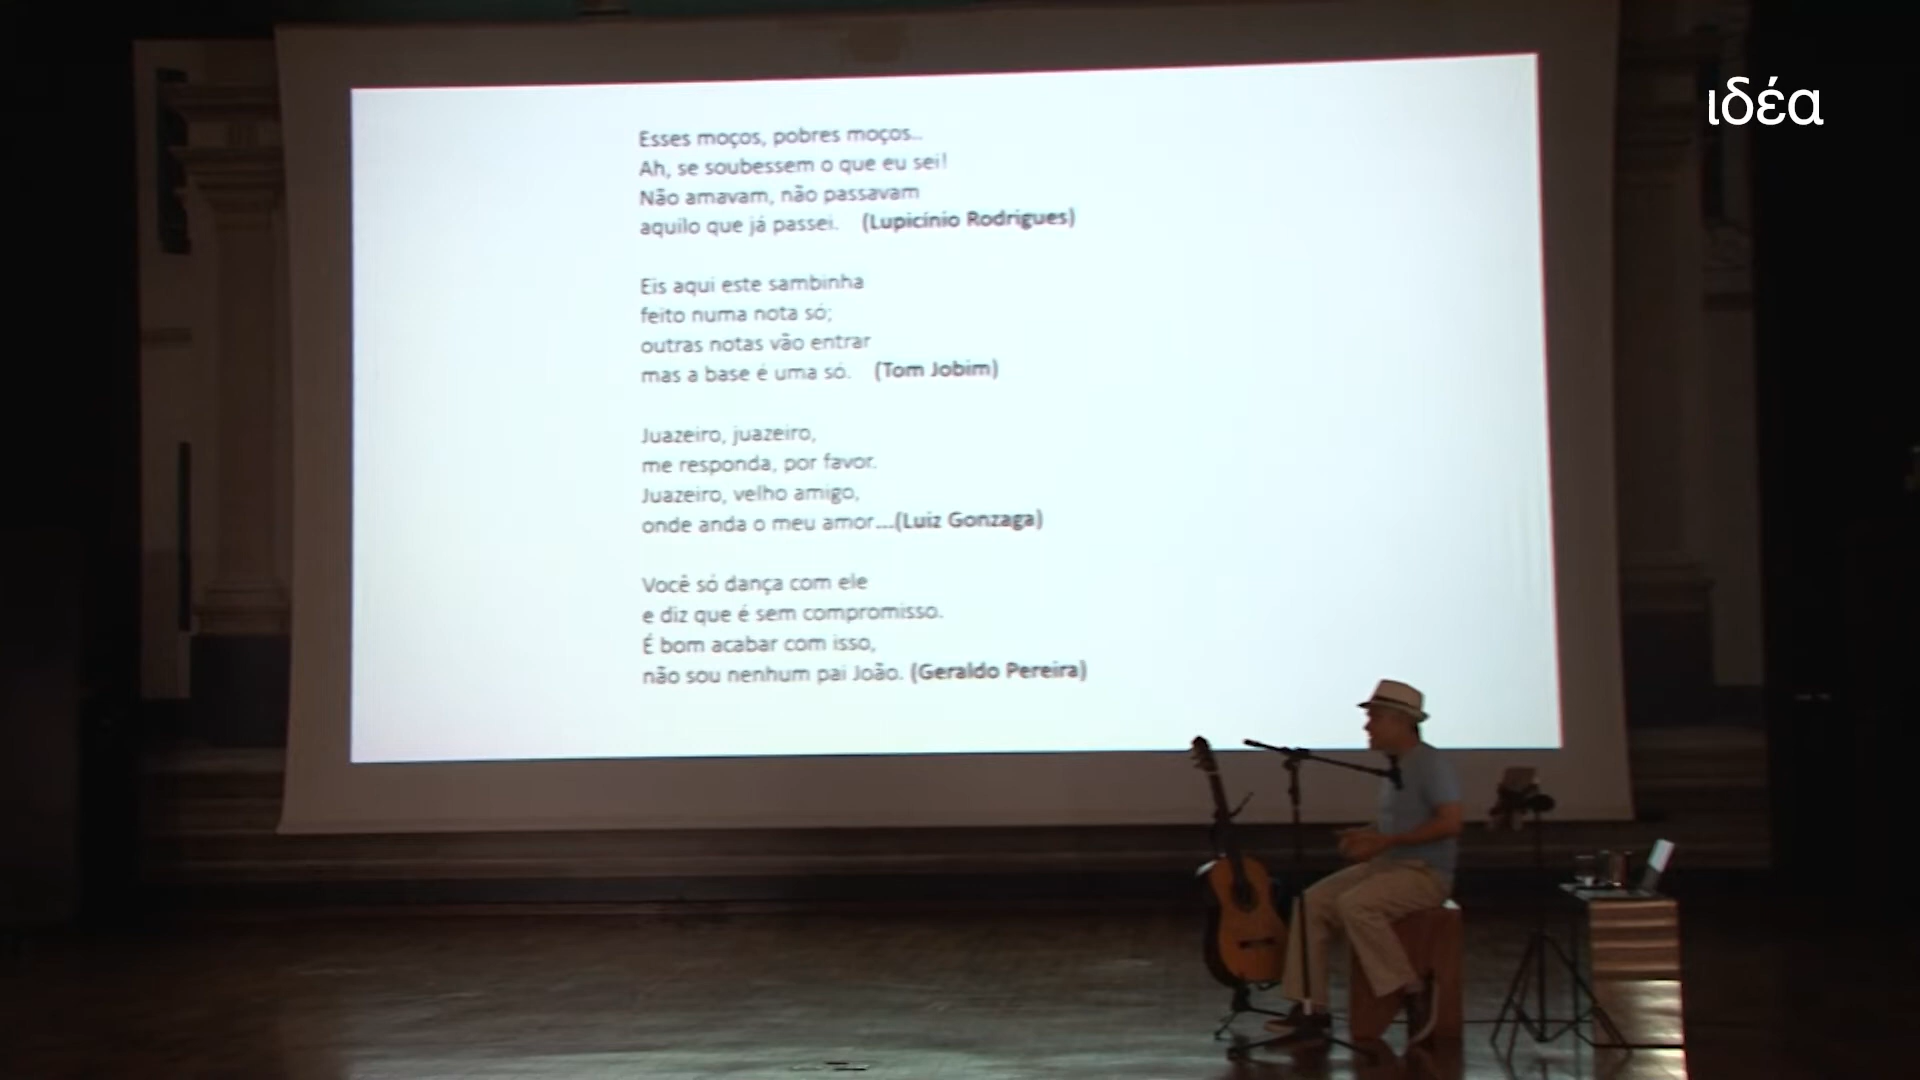 ιδέα
Esses moços, pobres moços..
Ah, se soubessem o que eu sei!
Não amavam, não passavam
aquilo que já passei. (Lupicínio Rodrigues)
Eis aqui este sambinha
feito numa nota só;
outras notas vão entrar
mas a base é uma só. (Tom Jobim)
Juazeiro, juazeiro,
me responda, por favor.
Juazeiro, velho amigo,
onde anda o meu amor...(Luiz Gonzaga)
Você só dança com ele
e diz que é sem compromisso.
É bom acabar com isso,
não sou nenhum pai João. (Geraldo Pereira)